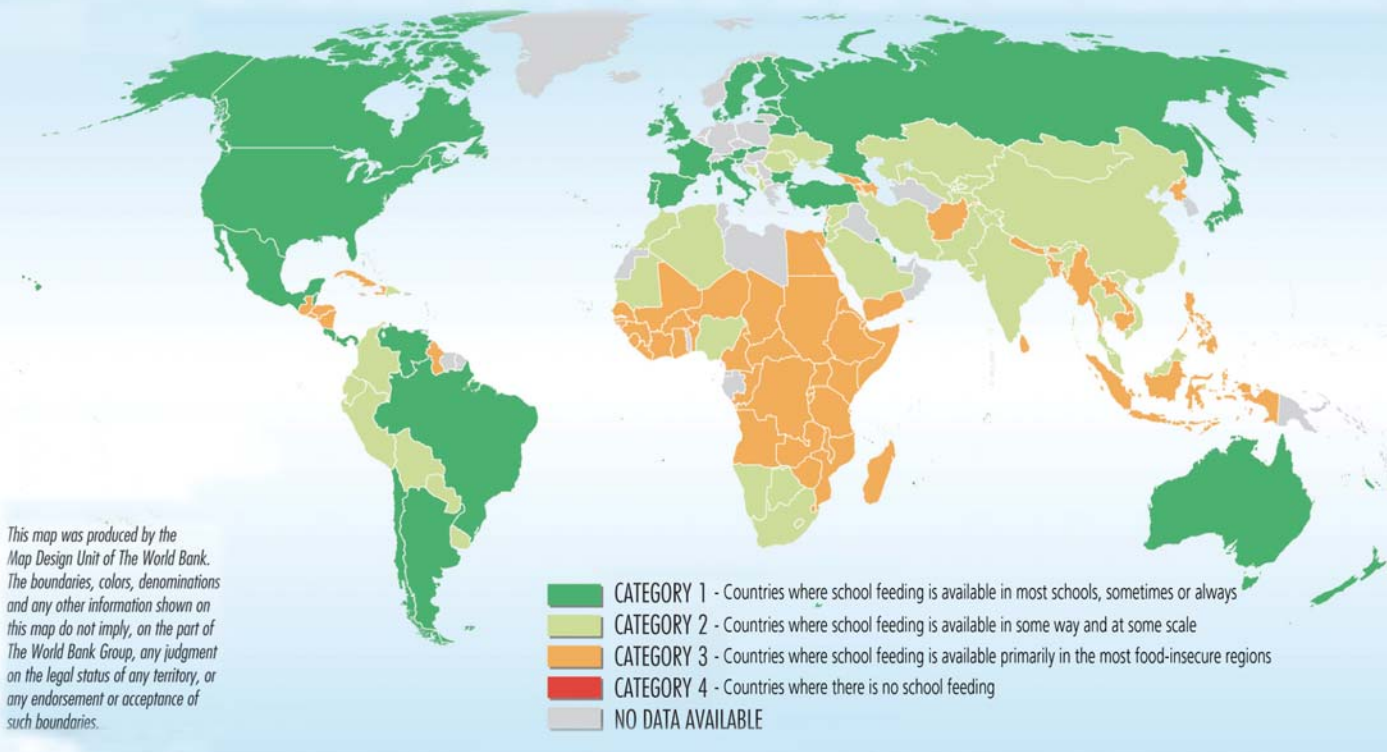 This map was produced by the
Map Design Unit of The World Bank.
The boundaries, colors, denominations
and any other information shown on
this map do not imply, on the part of
The World Bank Group, any judgment
on the legal status of any territory, or
any endorsement or acceptance of
such boundaries.
CATEGORY 1 - Countries where school feeding is available in most schools, sometimes or always
CATEGORY 2 - Countries where school feeding is available in some way and at some scale
CATEGORY 3 - Countries where school feeding is available primarily in the most food-insecure regions
CATEGORY 4 - Countries where there is no school feeding
NO DATA AVAILABLE